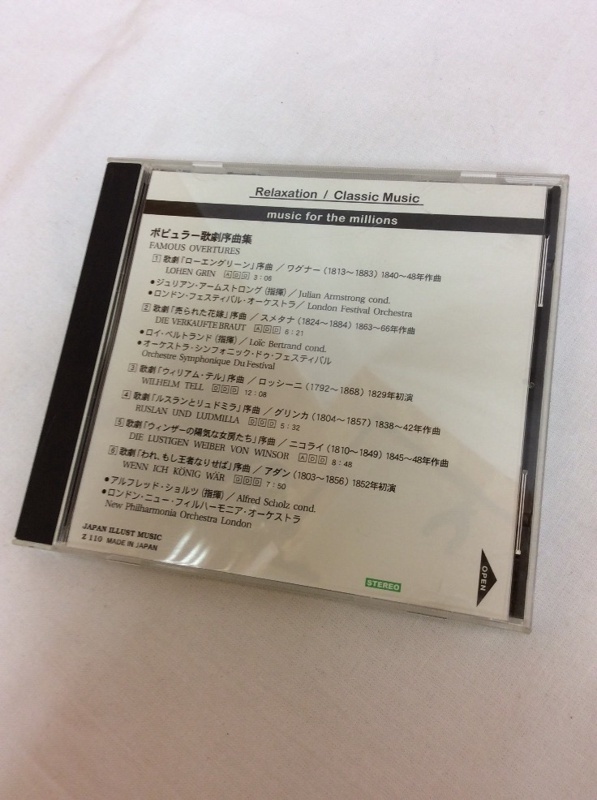 Relaxation / Classic Music
music for the millions
ポピュラー歌劇序曲集
FAMOUS OVERTURES
1 歌劇「ローエングリーン」序曲／ワグナー（1813〜1883）1840〜48年作曲
LOHEN GRIN ADD 3:08
●ジュリアン・アームストロング（指揮）／Julian Armstrong cond.
●ロンドン・フェスティバル・オーケストラ／London Festival Orchestra
2 歌劇「売られた花嫁」序曲／スメタナ（1824〜1884）1863〜66年作曲
DIE VERKAUFTE BRAUT ADD 6:21
●ロイ・ベルトランド（指揮）／Loïc Bertrand cond.
●オーケストラ・シンフォニック・ドゥ・フェスティバル
Orchestre Symphonique Du Festival
3 歌劇「ウィリアム・テル」序曲／ロッシーニ（1792〜1868）1829年初演
WILHELM TELL DDD 12:08
4 歌劇「ルスランとリュドミラ」序曲／グリンカ（1804〜1857）1838〜42年作曲
RUSLAN UND LUDMILLA DDD 5:32
5 歌劇「ウィンザーの陽気な女房たち」序曲／ニコライ（1810〜1849）1845〜48年作曲
DIE LUSTIGEN WEIBER VON WINSOR ADD 8:48
6 歌劇「われ、もし王者なりせば」序曲／アダン（1803〜1856）1852年初演
WENN ICH KÖNIG WÄR DDD 7:50
●アルフレッド・ショルツ（指揮）／Alfred Scholz cond.
●ロンドン・ニュー・フィルハーモニア・オーケストラ
New Philharmonia Orchestra London
JAPAN ILLUST MUSIC
Z 110 MADE IN JAPAN
STEREO
OPEN